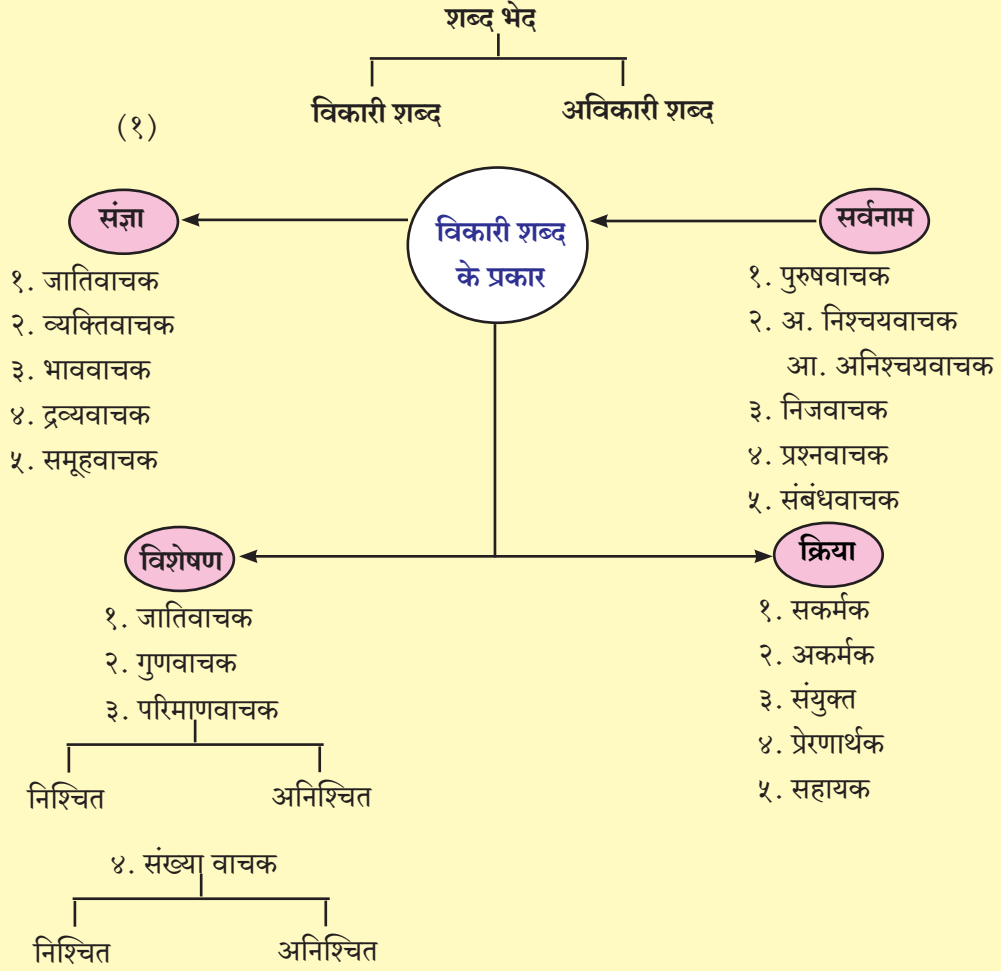 शब्द भेद
विकारी शब्द
अविकारी शब्द
(१)
विकारी शब्द
के प्रकार
संज्ञा
१. जातिवाचक
२. व्यक्तिवाचक
३. भाववाचक
४. द्रव्यवाचक
५. समूहवाचक
सर्वनाम
१. पुरुषवाचक
२. अ. निश्चयवाचक
आ. अनिश्चयवाचक
३. निजवाचक
४. प्रश्नवाचक
५. संबंधवाचक
विशेषण
१. जातिवाचक
२. गुणवाचक
३. परिमाणवाचक
निश्चित
अनिश्चित
४. संख्या वाचक
निश्चित
अनिश्चित
क्रिया
१. सकर्मक
२. अकर्मक
३. संयुक्त
४. प्रेरणार्थक
५. सहायक